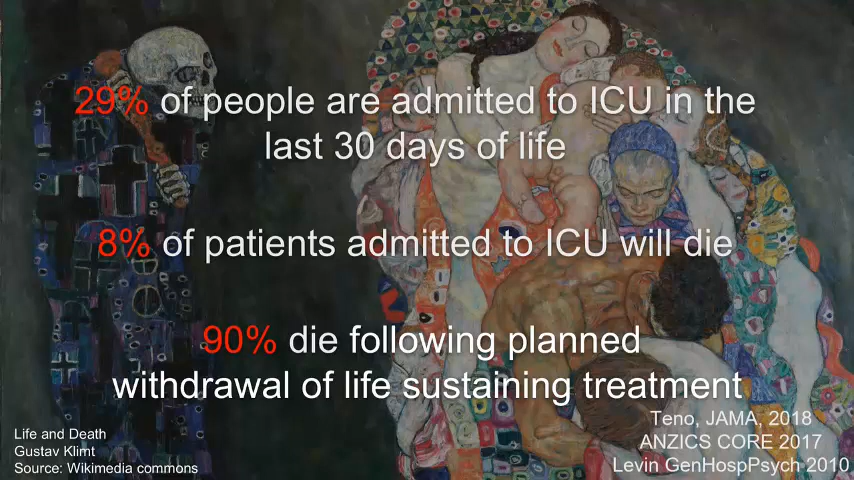 29% of people are admitted to ICU in the
last 30 days of life
8% of patients admitted to ICU will die
90% die following planned
withdrawal of life sustaining treatment
Teno, JAMA, 2018
ANZICS CORE 2017
Levin GenHospPsych 2010
Life and Death
Gustav Klimt
Source: Wikimedia commons